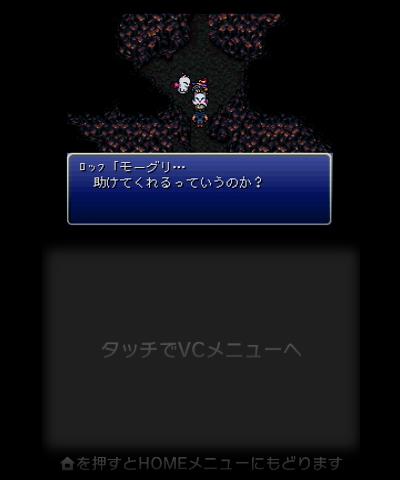 ロック「モーグリ…
助けてくれるっていうのか？
タッチでVCメニューへ
を押すとHOMEメニューにもどります